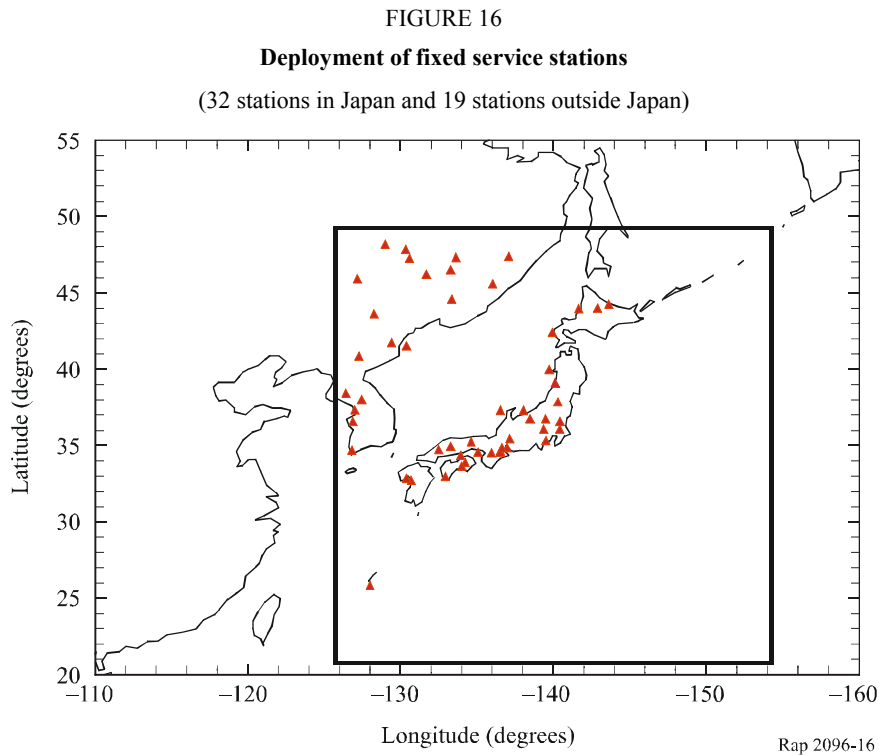 FIGURE 16
Deployment of fixed service stations
(32 stations in Japan and 19 stations outside Japan)
55
50
45
40
35
30
25
20
Latitude (degrees)
–110
–120
–130
–140
–150
–160
Longitude (degrees)
Rap 2096-16